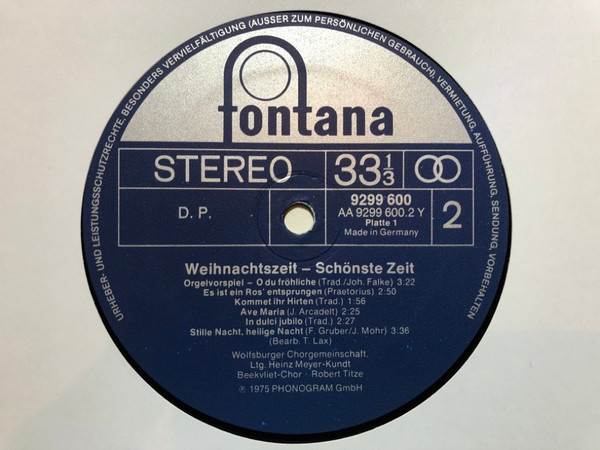 URHEBER- UND LEISTUNGSSCHUTZRECHTE, BESONDERS VERVIELFÄLTIGUNG (AUSSER ZUM PERSÖNLICHEN GEBRAUCH), VERMIETUNG, AUFFÜHRUNG, SENDUNG, VORBEHALTEN
fontana
STEREO 33 1/3
D. P.
9299 600
AA 9299 600.2 Y
Platte 1
Made in Germany
2
Weihnachtszeit – Schönste Zeit
Orgelvorspiel – O du fröhliche (Trad./Joh. Falke) 3:22
Es ist ein Ros' entsprungen (Praetorius) 2:50
Kommet ihr Hirten (Trad.) 1:56
Ave Maria (J. Arcadelt) 2:25
In dulci jubilo (Trad.) 2:27
Stille Nacht, heilige Nacht (F. Gruber/J. Mohr) 3:36
(Bearb. T. Lax)
Wolfsburger Chorgemeinschaft,
Ltg. Heinz Meyer-Kundt
Beekvliet-Chor · Robert Titze
℗ 1975 PHONOGRAM GmbH